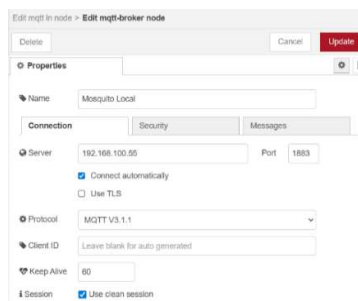 Edit mqtt in node > Edit mqtt-broker node
Delete Cancel Update
Properties
Name Mosquito Local
Connection Security Messages
Server 192.168.100.55 Port 1883
Connect automatically
Use TLS
Protocol MQTT V3.1.1
Client ID Leave blank for auto generated
Keep Alive 60
Session Use clean session